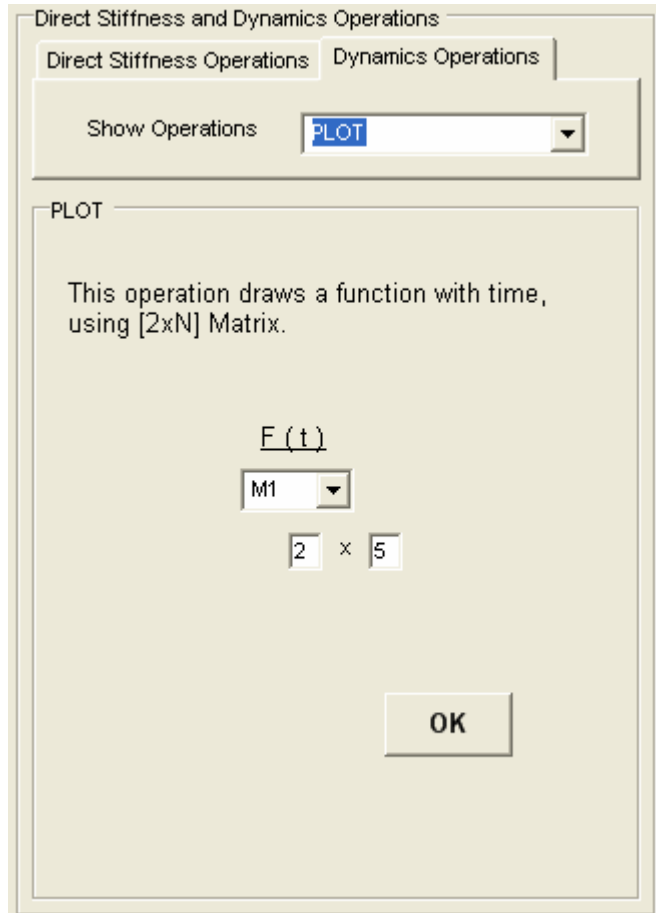 Direct Stiffness and Dynamics Operations
Direct Stiffness Operations Dynamics Operations
Show Operations PLOT
PLOT
This operation draws a function with time,
using [2xN] Matrix.
F ( t )
M1
2 x 5
OK